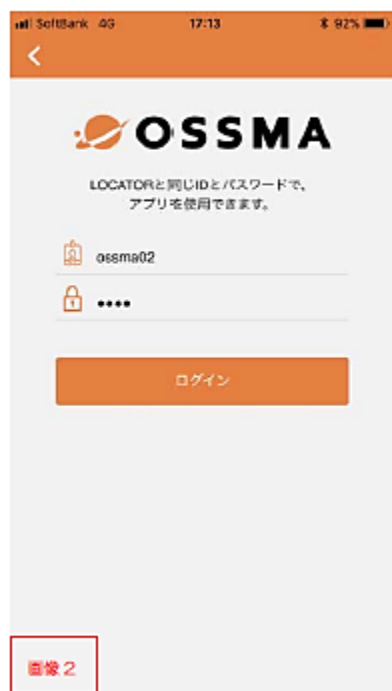 SoftBank 4G 17:13 92%
OSSMA
LOCATORと同じIDとパスワードで、
アプリを使用できます。
ossma02
••••
ログイン
画像2